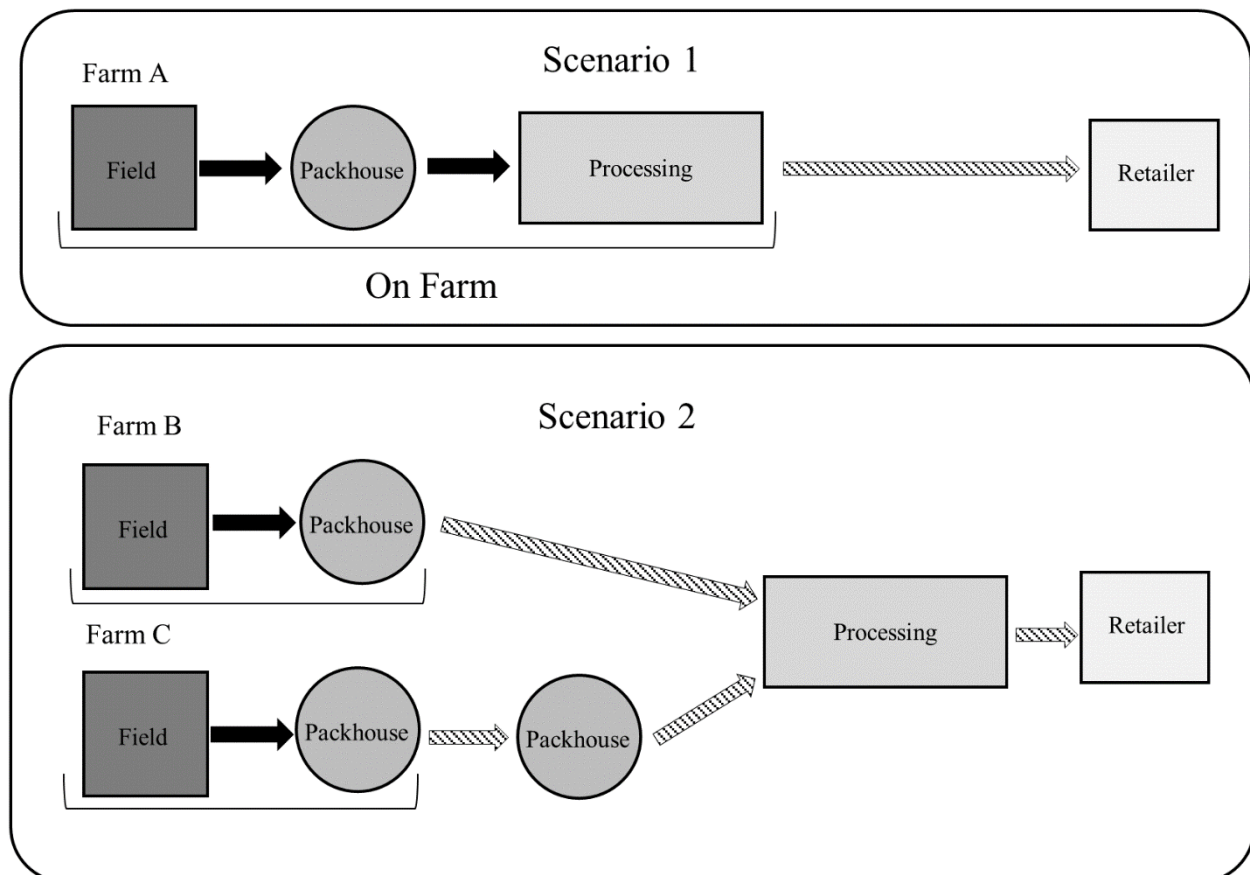 Scenario 1
Farm A
Field
Packhouse
Processing
Retailer
On Farm
Scenario 2
Farm B
Field
Packhouse
Processing
Retailer
Farm C
Field
Packhouse
Packhouse